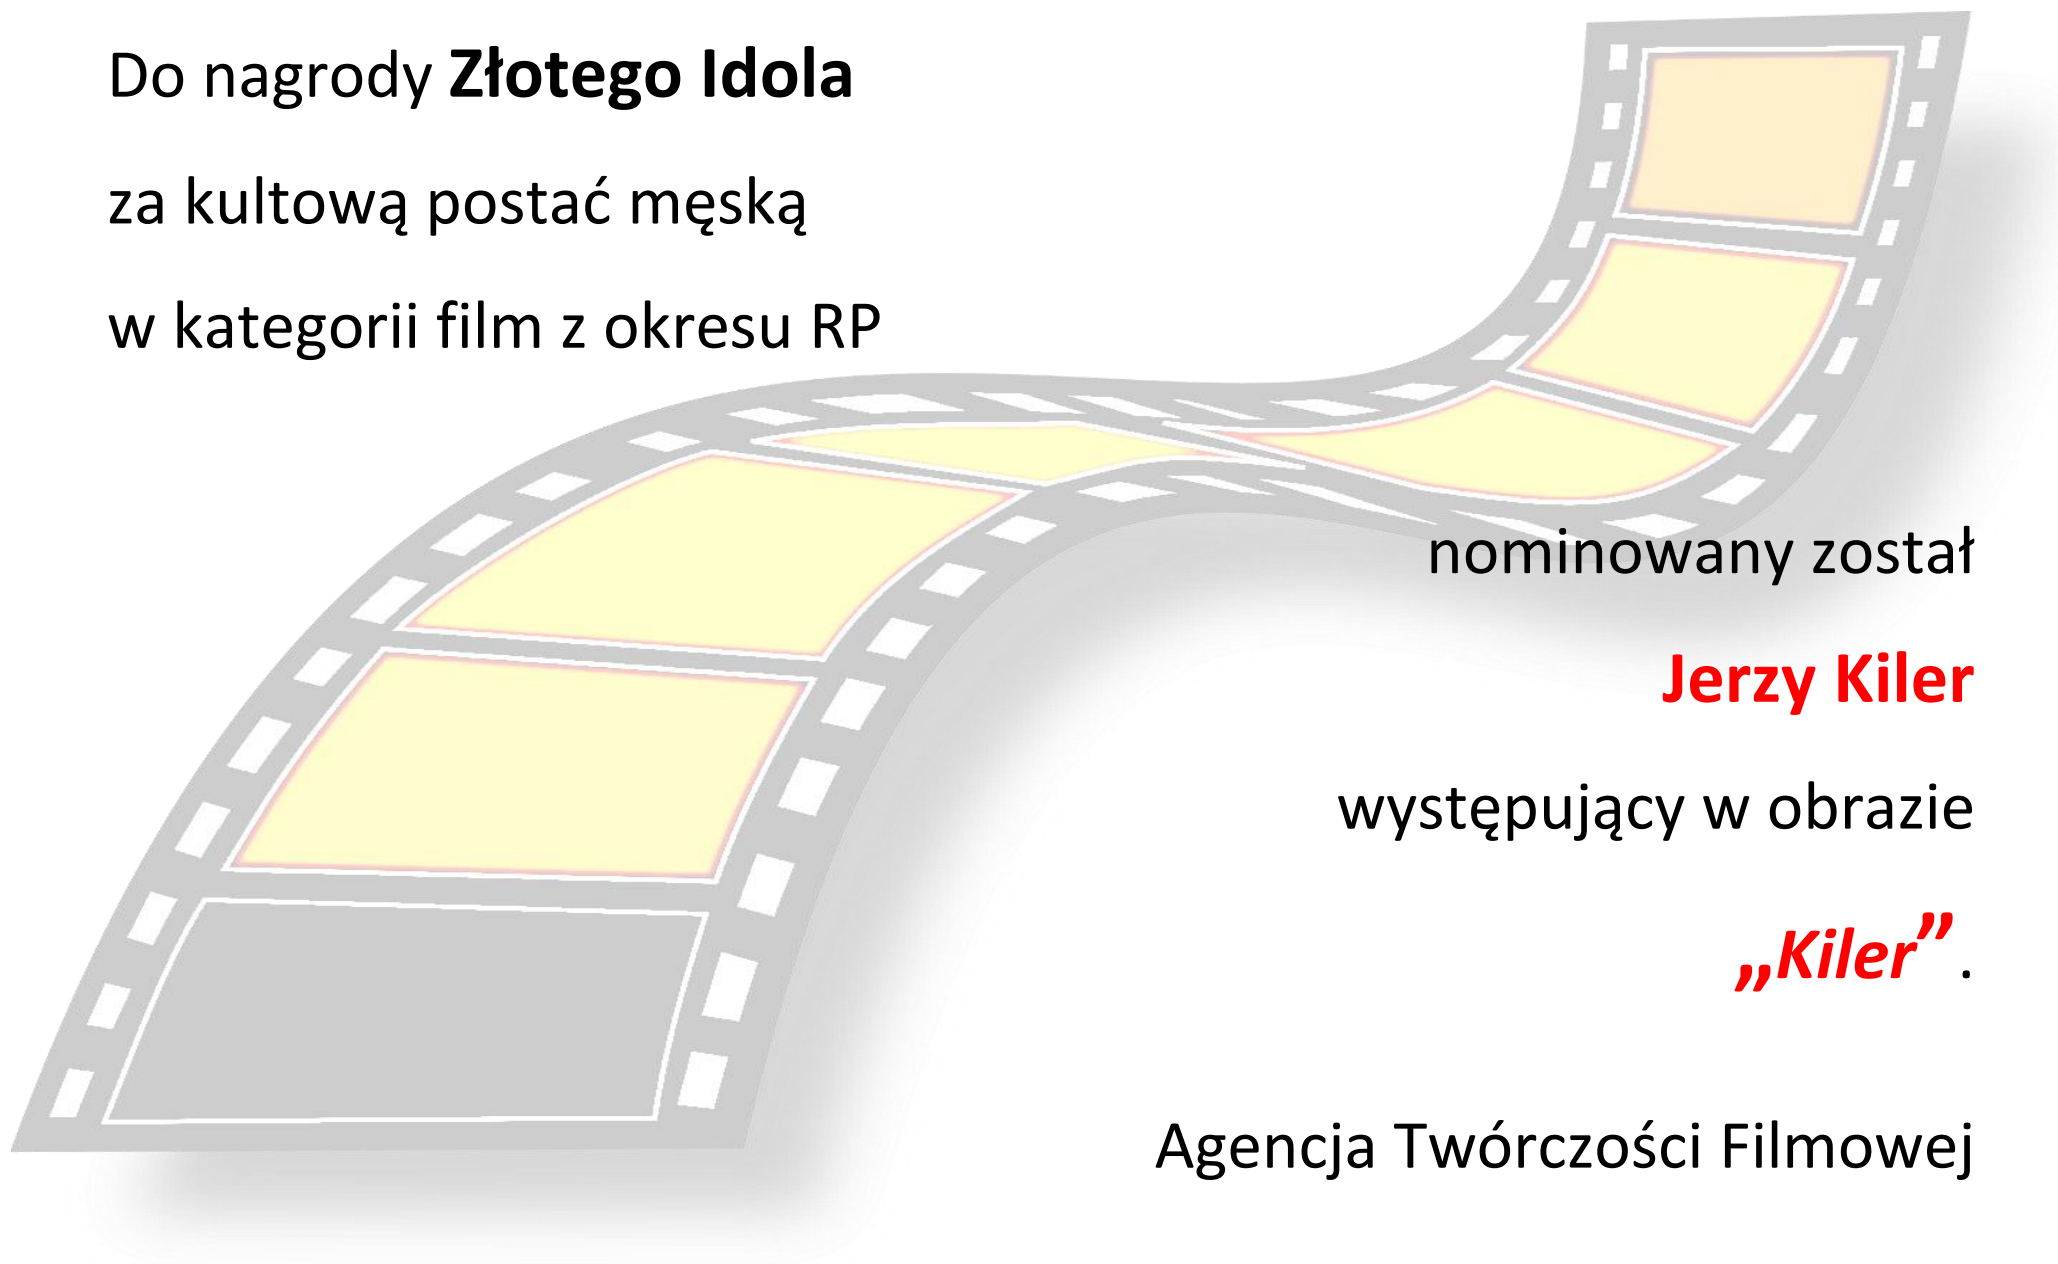 Do nagrody Złotego Idola
za kultową postać męską
w kategorii film z okresu RP
nominowany został
Jerzy Kiler
występujący w obrazie
„Kiler” .
Agencja Twórczości Filmowej